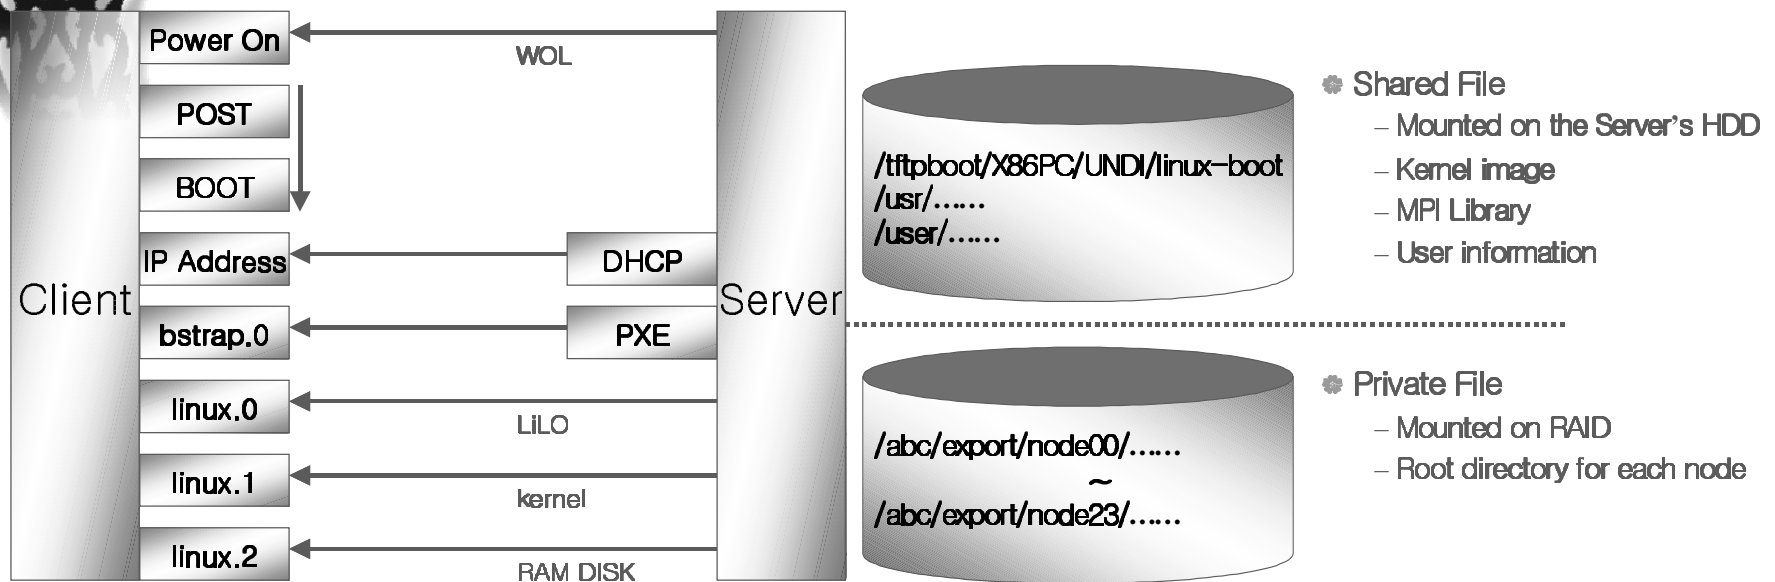 Client
Power On
POST
BOOT
IP Address
bstrap.0
linux.0
linux.1
linux.2
WOL
DHCP
PXE
LiLO
kernel
RAM DISK
Server
/tftpboot/X86PC/UNDI/linux-boot
/usr/......
/user/......
/abc/export/node00/......
~
/abc/export/node23/......
Shared File
– Mounted on the Server's HDD
– Kernel image
– MPI Library
– User information
Private File
– Mounted on RAID
– Root directory for each node